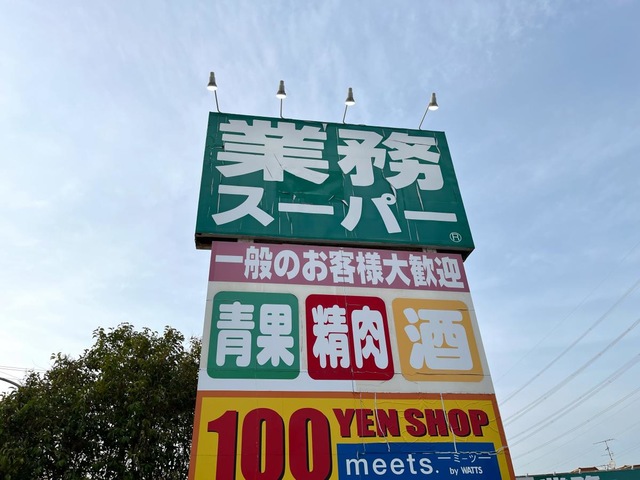 業務
スーパー®
一般のお客様大歓迎
青果 精肉 酒
100 YEN SHOP
meets. ーミーツー
by WATTS